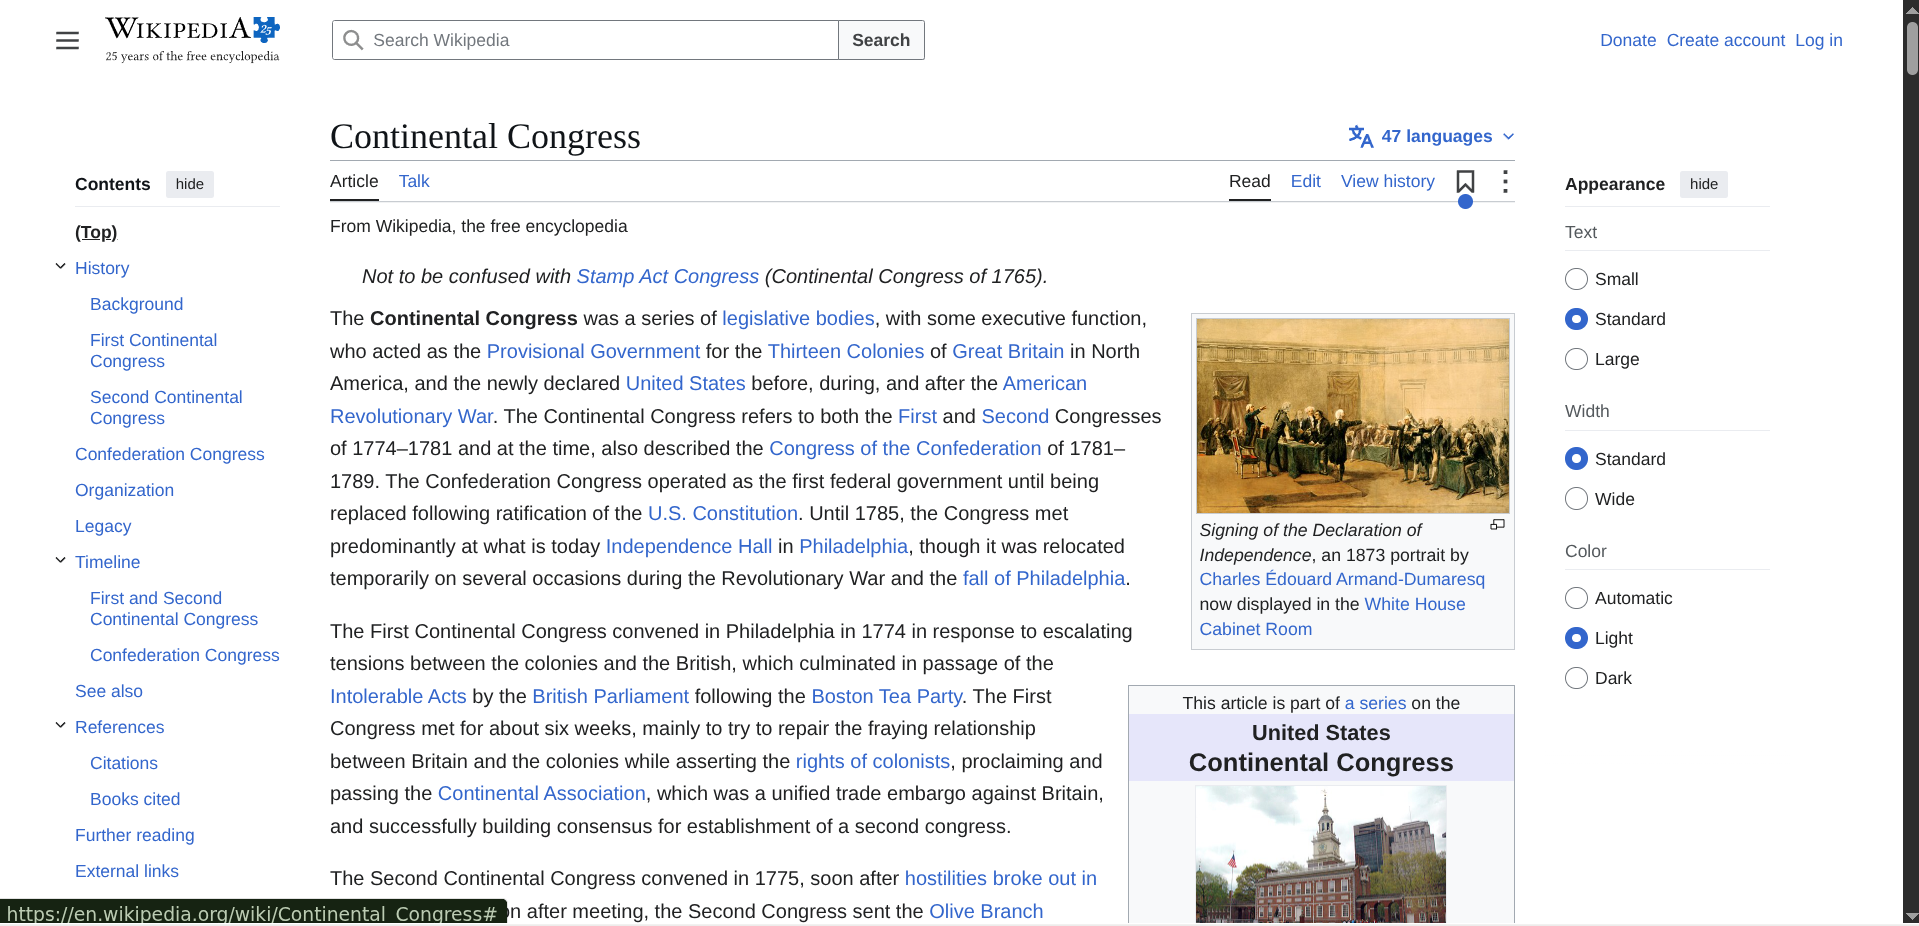 WIKIPEDIA 25
25 years of the free encyclopedia
Search Wikipedia
Search
Donate Create account Log in
Contents hide
(Top)
History
Background
First Continental
Congress
Second Continental
Congress
Confederation Congress
Organization
Legacy
Timeline
First and Second
Continental Congress
Confederation Congress
See also
References
Citations
Books cited
Further reading
External links
Continental Congress
47 languages
Article Talk
Read Edit View history
From Wikipedia, the free encyclopedia
Not to be confused with Stamp Act Congress (Continental Congress of 1765).
The Continental Congress was a series of legislative bodies, with some executive function,
who acted as the Provisional Government for the Thirteen Colonies of Great Britain in North
America, and the newly declared United States before, during, and after the American
Revolutionary War. The Continental Congress refers to both the First and Second Congresses
of 1774–1781 and at the time, also described the Congress of the Confederation of 1781–
1789. The Confederation Congress operated as the first federal government until being
replaced following ratification of the U.S. Constitution. Until 1785, the Congress met
predominantly at what is today Independence Hall in Philadelphia, though it was relocated
temporarily on several occasions during the Revolutionary War and the fall of Philadelphia.
The First Continental Congress convened in Philadelphia in 1774 in response to escalating
tensions between the colonies and the British, which culminated in passage of the
Intolerable Acts by the British Parliament following the Boston Tea Party. The First
Congress met for about six weeks, mainly to try to repair the fraying relationship
between Britain and the colonies while asserting the rights of colonists, proclaiming and
passing the Continental Association, which was a unified trade embargo against Britain,
and successfully building consensus for establishment of a second congress.
The Second Continental Congress convened in 1775, soon after hostilities broke out in
after meeting, the Second Congress sent the Olive Branch
Signing of the Declaration of
Independence, an 1873 portrait by
Charles Édouard Armand-Dumaresq
now displayed in the White House
Cabinet Room
This article is part of a series on the
United States
Continental Congress
Appearance hide
Text
Small
Standard
Large
Width
Standard
Wide
Color
Automatic
Light
Dark
https://en.wikipedia.org/wiki/Continental_Congress#